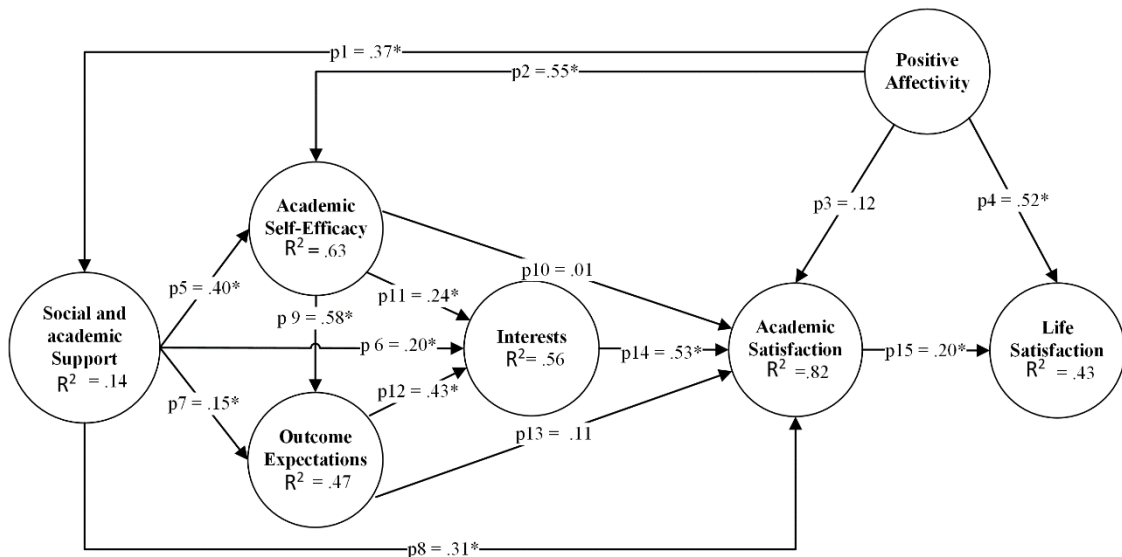 p1 = .37*
p2 =.55*
Positive
Affectivity
p3 = .12
p4 = .52*
Academic
Self-Efficacy
R² = .63
p5 = .40*
p10 = .01
p11 = .24*
p 9 = .58*
Social and
academic
Support
R² = .14
p 6 = .20*
Interests
R²= .56
p14 = .53*
Academic
Satisfaction
R² =.82
p15 = .20*
Life
Satisfaction
R² = .43
p7 = .15*
p12 = .43*
p13 = .11
Outcome
Expectations
R² = .47
p8 = .31*